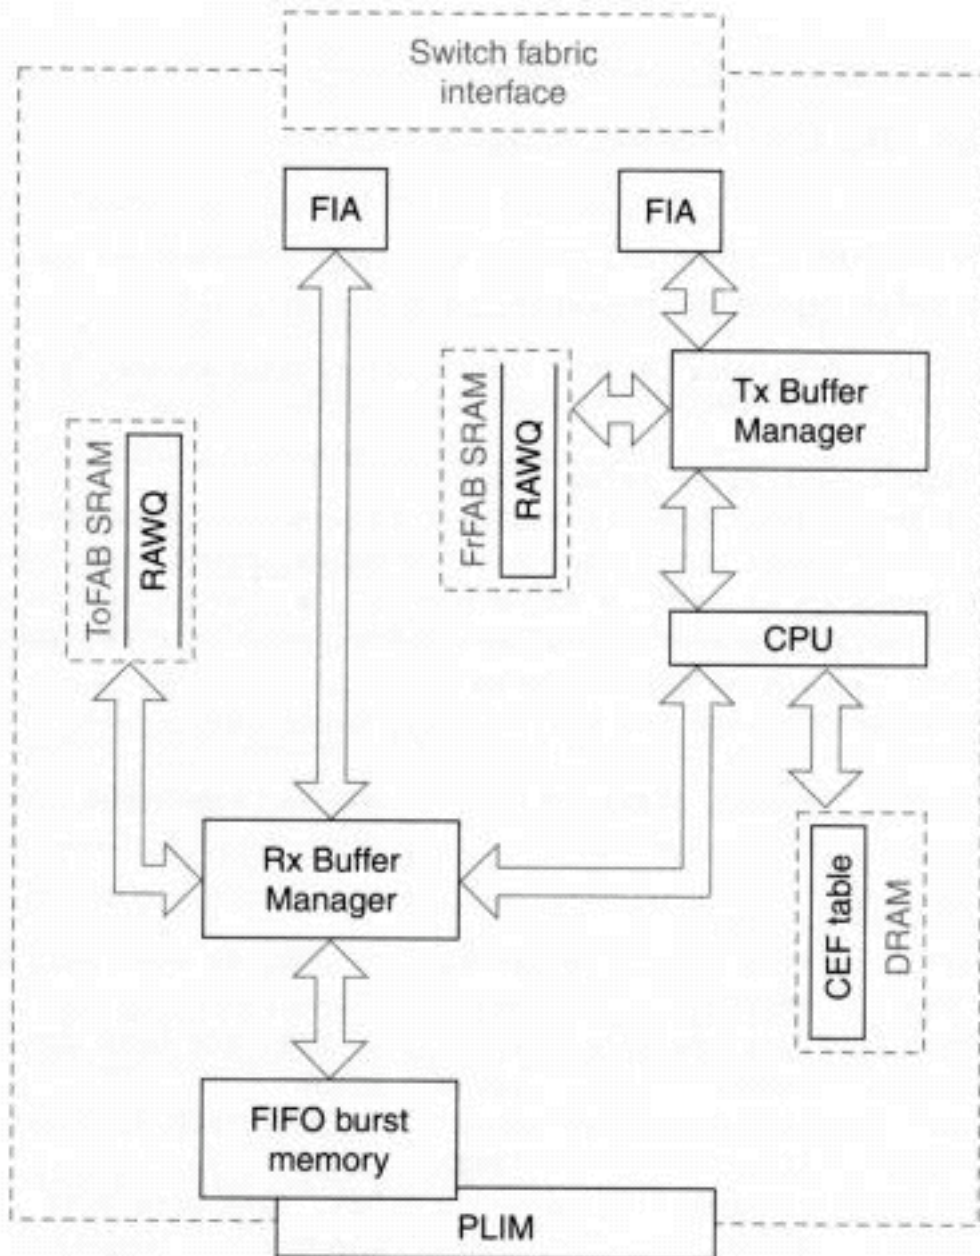 Switch fabric
interface
FIA
FIA
Tx Buffer
Manager
FrFAB SRAM
RAWQ
ToFAB SRAM
RAWQ
CPU
Rx Buffer
Manager
CEF table
DRAM
FIFO burst
memory
PLIM